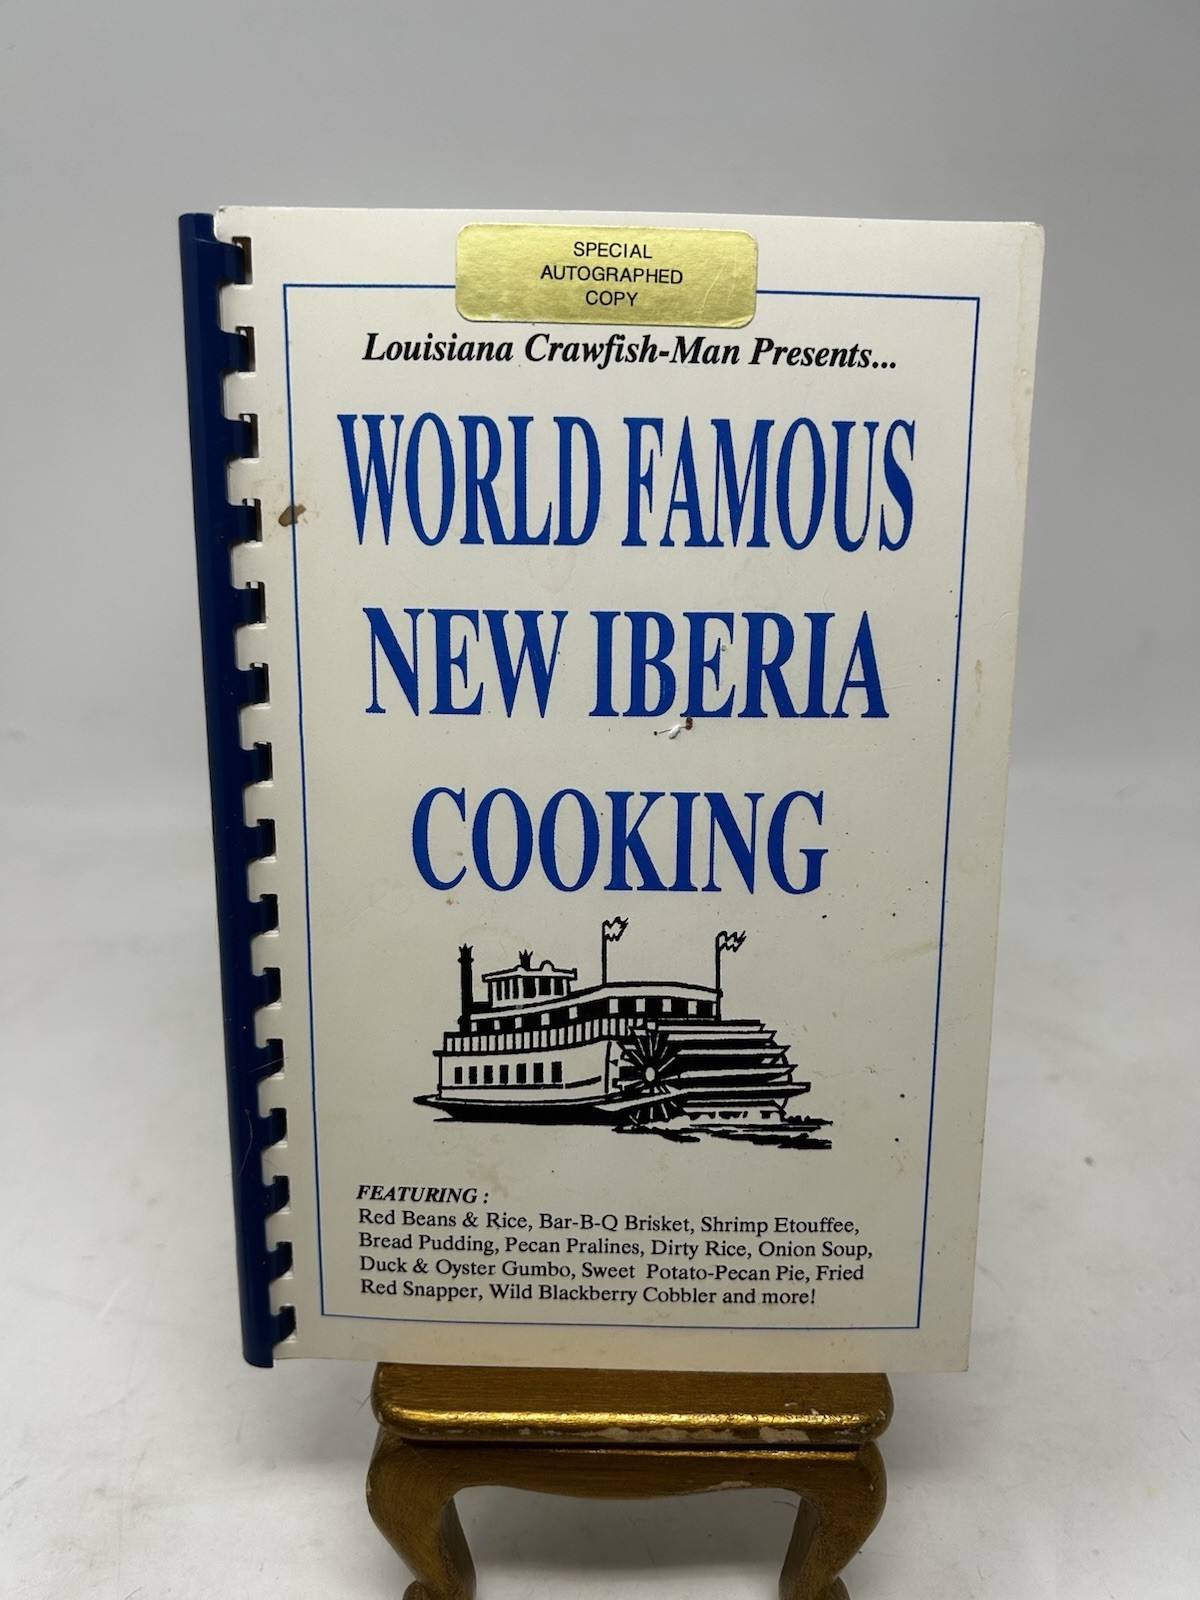 SPECIAL
AUTOGRAPHED
COPY
Louisiana Crawfish-Man Presents...
WORLD FAMOUS
NEW IBERIA
COOKING
FEATURING :
Red Beans & Rice, Bar-B-Q Brisket, Shrimp Etouffee,
Bread Pudding, Pecan Pralines, Dirty Rice, Onion Soup,
Duck & Oyster Gumbo, Sweet Potato-Pecan Pie, Fried
Red Snapper, Wild Blackberry Cobbler and more!